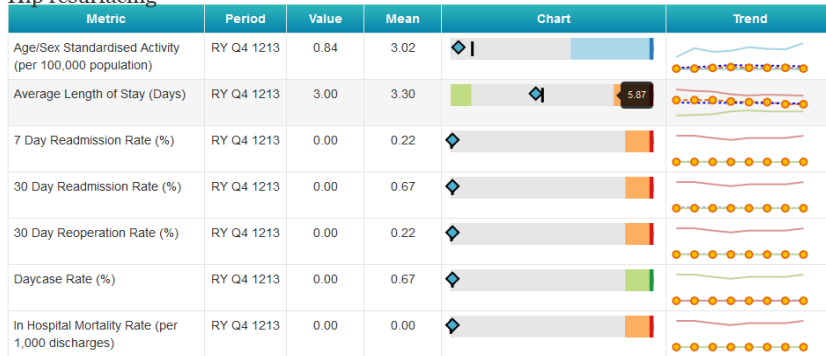 Hip resurfacing
Metric Period Value Mean Chart Trend
Age/Sex Standardised Activity RY Q4 1213 0.84 3.02
(per 100,000 population)
Average Length of Stay (Days) RY Q4 1213 3.00 3.30 5.87
7 Day Readmission Rate (%) RY Q4 1213 0.00 0.22
30 Day Readmission Rate (%) RY Q4 1213 0.00 0.67
30 Day Reoperation Rate (%) RY Q4 1213 0.00 0.22
Daycase Rate (%) RY Q4 1213 0.00 0.67
In Hospital Mortality Rate (per RY Q4 1213 0.00 0.00
1,000 discharges)